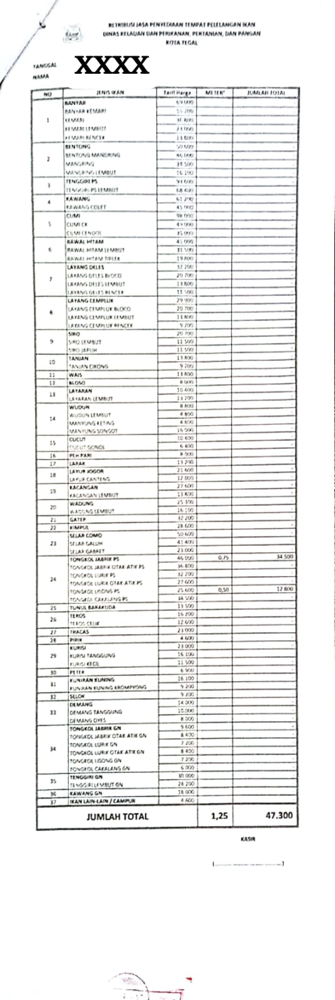 RETRIBUSI JASA PENYEDIAAN TEMPAT PELELANGAN IKAN
DINAS KELAUAN DAN PERIKANAN, PERTANIAN, DAN PANGAN
KOTA TEGAL
TANGGAL
XXXX
NAMA
NO JENIS IKAN Tarif Harga METER² JUMLAH TOTAL
1 BANYAR 69 000 -
BANYAR KEMARI 55 200 -
KEMARI -
KEMARI LEMBUT 23 000 -
KEMARI RENCEK 13 800 -
2 BENTONG 50 600 -
BENTONG MANDRING 46 000 -
MANDRING 34 500 -
MANDRING LEMBUT 16 100 -
3 TENGGIRI PS 93 600 -
TENGGIRI PS LEMBUT 68 400 -
4 KAWANG 61 200 -
KAWANG COLET 45 000 -
5 CUMI 98 000 -
CUMI CK 49 000 -
CUMI CENDOL 35 000 -
6 BAWAL HITAM 45 000 -
BAWAL HITAM LEMBUT 31 500 -
BAWAL HITAM TIPLEK 19 800 -
7 LAYANG DELES 32 200 -
LAYANG DELES BLOCO 20 700 -
LAYANG DELES LEMBUT 13 800 -
LAYANG DELES RENCEK 11 500 -
8 LAYANG CEMPLUK 29 900 -
LAYANG CEMPLUK BLOCO 20 700 -
LAYANG CEMPLUK LEMBUT 13 800 -
LAYANG CEMPLUK RENCEK 9 200 -
9 SIRO 20 700 -
SIRO LEMBUT 11 500 -
SIRO JAPUH 11 500 -
10 TANJAN 13 800 -
TANJAN CIKONG 9 200 -
11 WAIS 13 800 -
12 BLOSO 8 000 -
13 LAYARAN 10 400 -
LAYARAN LEMBUT 13 200 -
14 WUDUN 8 800 -
WUDUN LEMBUT 4 800 -
MANYUNG KETING 4 800 -
MANYUNG SONGOT 16 000 -
15 CUCUT 10 400 -
CUCUT GONDL 6 400 -
16 PEH PARI 8 000 -
17 LARAK 13 200 -
18 LAYUR JOGOR 21 600 -
LAYUR CANTENG 12 000 -
19 KACANGAN 27 600 -
KACANGAN LEMBUT 13 800 -
20 WADUNG 25 300 -
WADUNG LEMBUT 16 100 -
21 GATEP 32 200 -
22 KIMPUL 28 600 -
23 SELAR COMO 50 600 -
SELAR GALUH 41 400 -
SELAR GABRET 23 000 -
24 TONGKOL JABRIK PS 46 000 0,75 34 500
TONGKOL JABRIK OTAK ATIK PS 36 800 -
TONGKOL LURIK PS 32 200 -
TONGKOL LURIK OTAK ATIK PS 27 600 -
TONGKOL LISONG PS 25 600 0,50 12 800
TONGKOL CAKALANG PS 34 500 -
25 TUNUL BARAKUDA 13 500 -
26 TEROS 16 200 -
TEROS CELIK 12 600 -
27 TRACAS 23 000 -
28 PIRIK 4 600 -
29 KURISI 23 000 -
KURISI TANGGUNG 16 100 -
KURISI KECIL 11 500 -
30 PETEK 6 900 -
31 KUNIRAN KUNING 16 100 -
KUNIRAN KUNING KROMPYONG 9 200 -
32 SELOK 9 200 -
33 DEMANG 14 000 -
DEMANG TANGGUNG 10.000 -
DEMANG OYES 8 000 -
34 TONGKOL JABRIK GN 9 600 -
TONGKOL JABRIK OTAK ATIK GN 8 400 -
TONGKOL LURIK GN 7 200 -
TONGKOL LURIK OTAK ATIK GN 8 400 -
TONGKOL LISONG GN 7 200 -
TONGKOL CAKALANG GN 6 000 -
35 TENGGIRI GN 30 000 -
TENGGIRI LEMBUT GN 28 200 -
36 KAWANG GN 18 000 -
37 IKAN LAIN-LAIN / CAMPUR 4 600 -
JUMLAH TOTAL 1,25 47.300
KASIR
(............................)